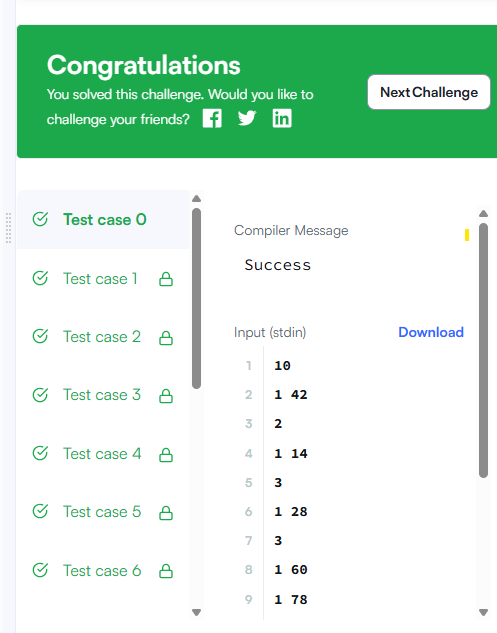 Congratulations
You solved this challenge. Would you like to
challenge your friends?
Next Challenge
Test case 0
Test case 1
Test case 2
Test case 3
Test case 4
Test case 5
Test case 6
Compiler Message
Success
Input (stdin)
Download
1 10
2 1 42
3 2
4 1 14
5 3
6 1 28
7 3
8 1 60
9 1 78